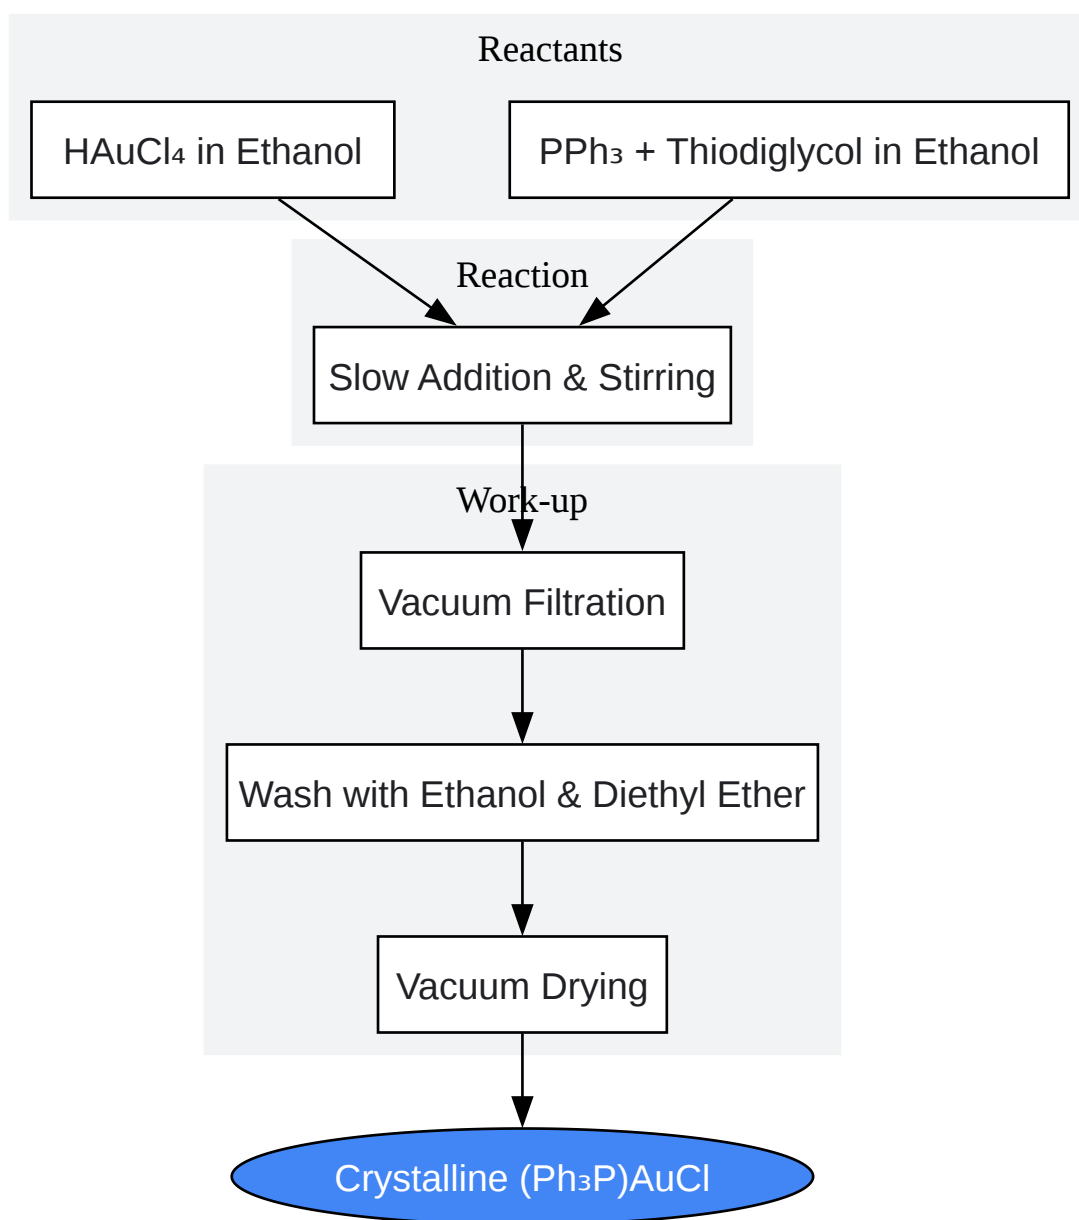 Reactants
HAuCl₄ in Ethanol
PPh₃ + Thiodiglycol in Ethanol
Reaction
Slow Addition & Stirring
Work-up
Vacuum Filtration
Wash with Ethanol & Diethyl Ether
Vacuum Drying
Crystalline (Ph₃P)AuCl